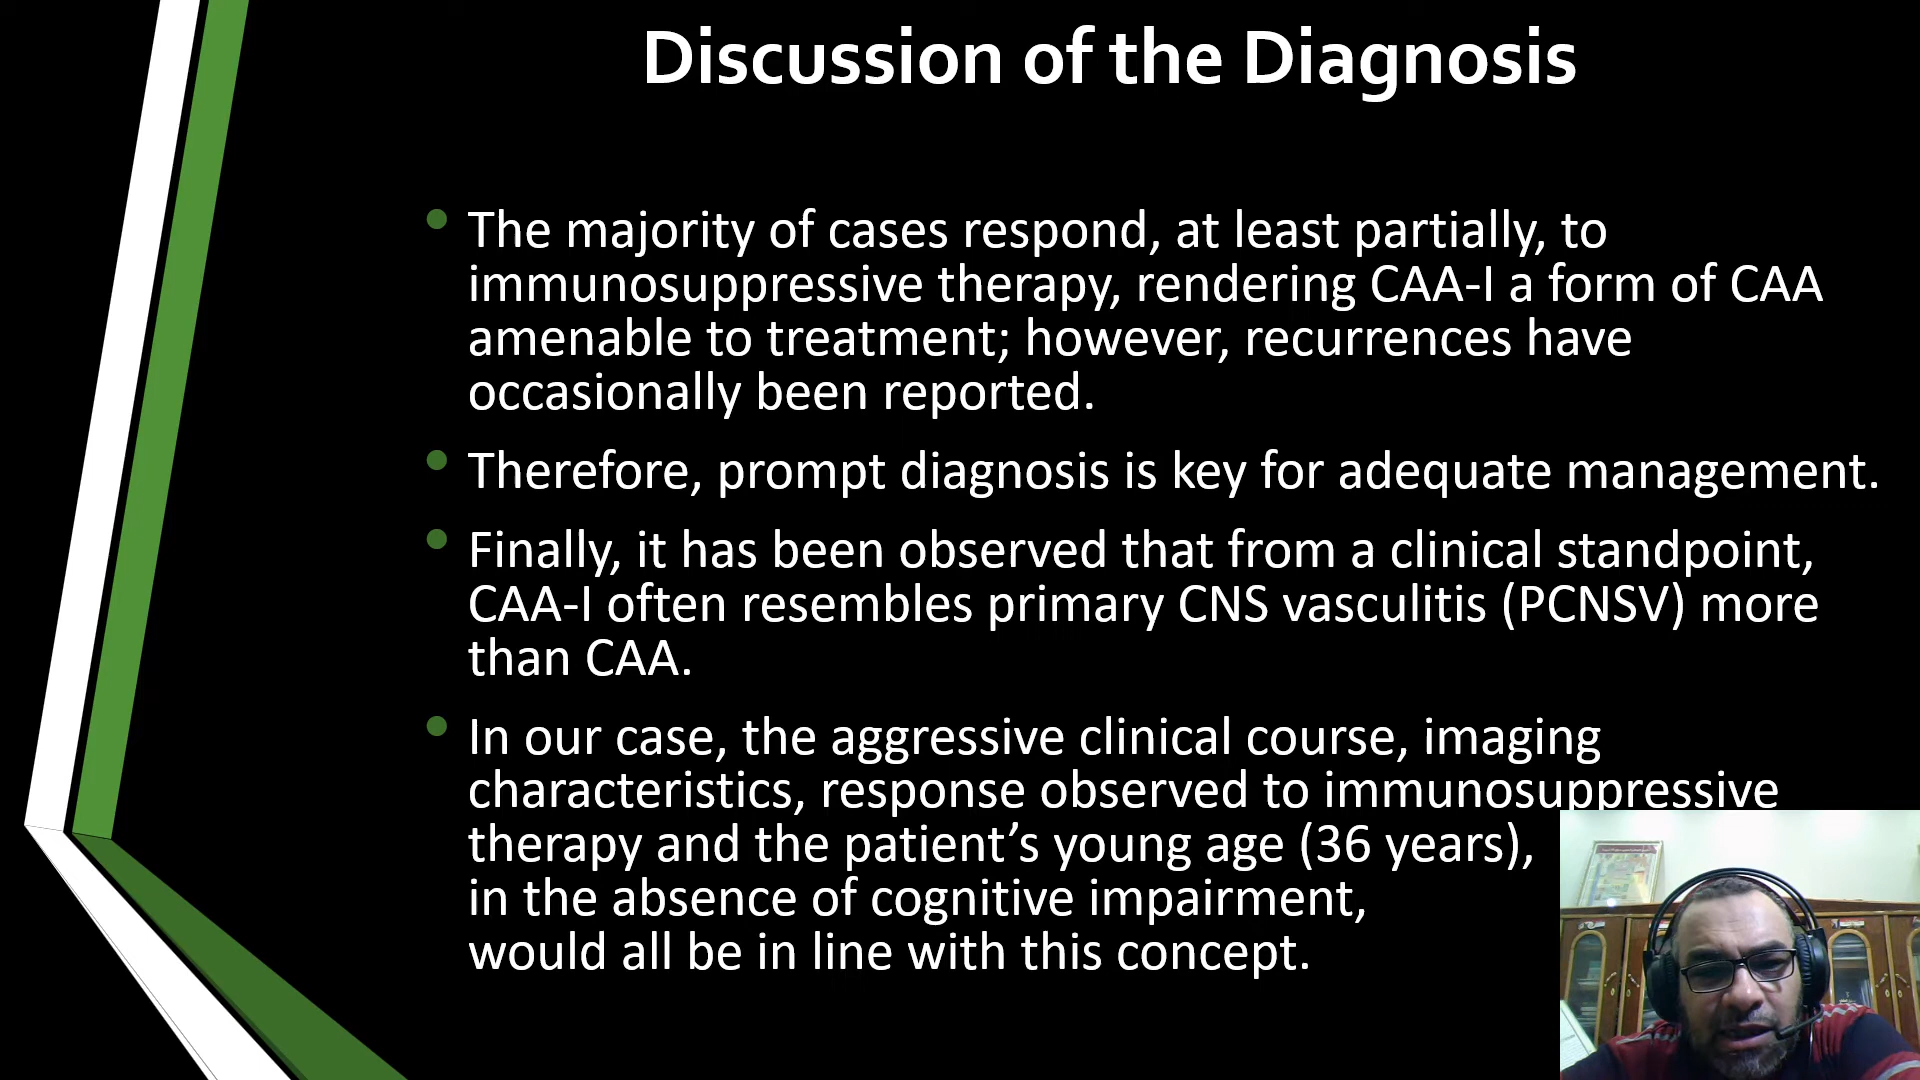 Discussion of the Diagnosis
The majority of cases respond, at least partially, to
immunosuppressive therapy, rendering CAA-I a form of CAA
amenable to treatment; however, recurrences have
occasionally been reported.
Therefore, prompt diagnosis is key for adequate management.
Finally, it has been observed that from a clinical standpoint,
CAA-I often resembles primary CNS vasculitis (PCNSV) more
than CAA.
In our case, the aggressive clinical course, imaging
characteristics, response observed to immunosuppressive
therapy and the patient’s young age (36 years),
in the absence of cognitive impairment,
would all be in line with this concept.